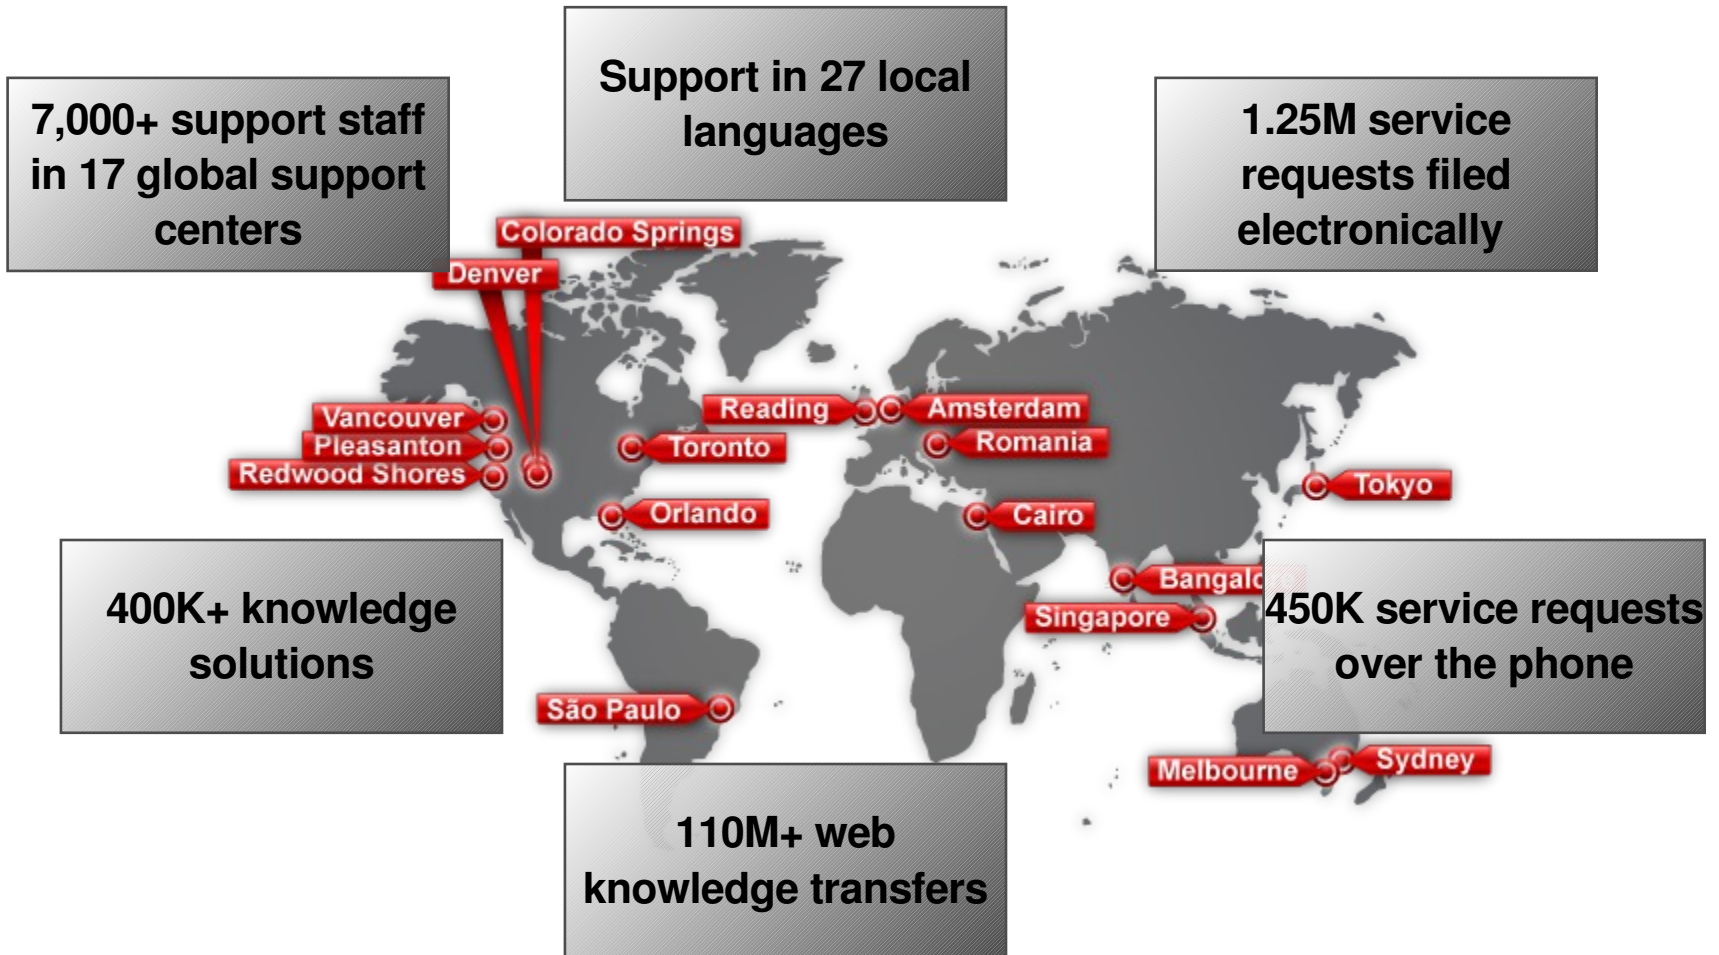 Support in 27 local
languages
7,000+ support staff
in 17 global support
centers
1.25M service
requests filed
electronically
Colorado Springs
Denver
Vancouver
Pleasanton
Redwood Shores
Toronto
Orlando
Reading
Amsterdam
Romania
Cairo
Tokyo
Singapore
400K+ knowledge
solutions
450K service requests
over the phone
São Paulo
Melbourne
Sydney
110M+ web
knowledge transfers